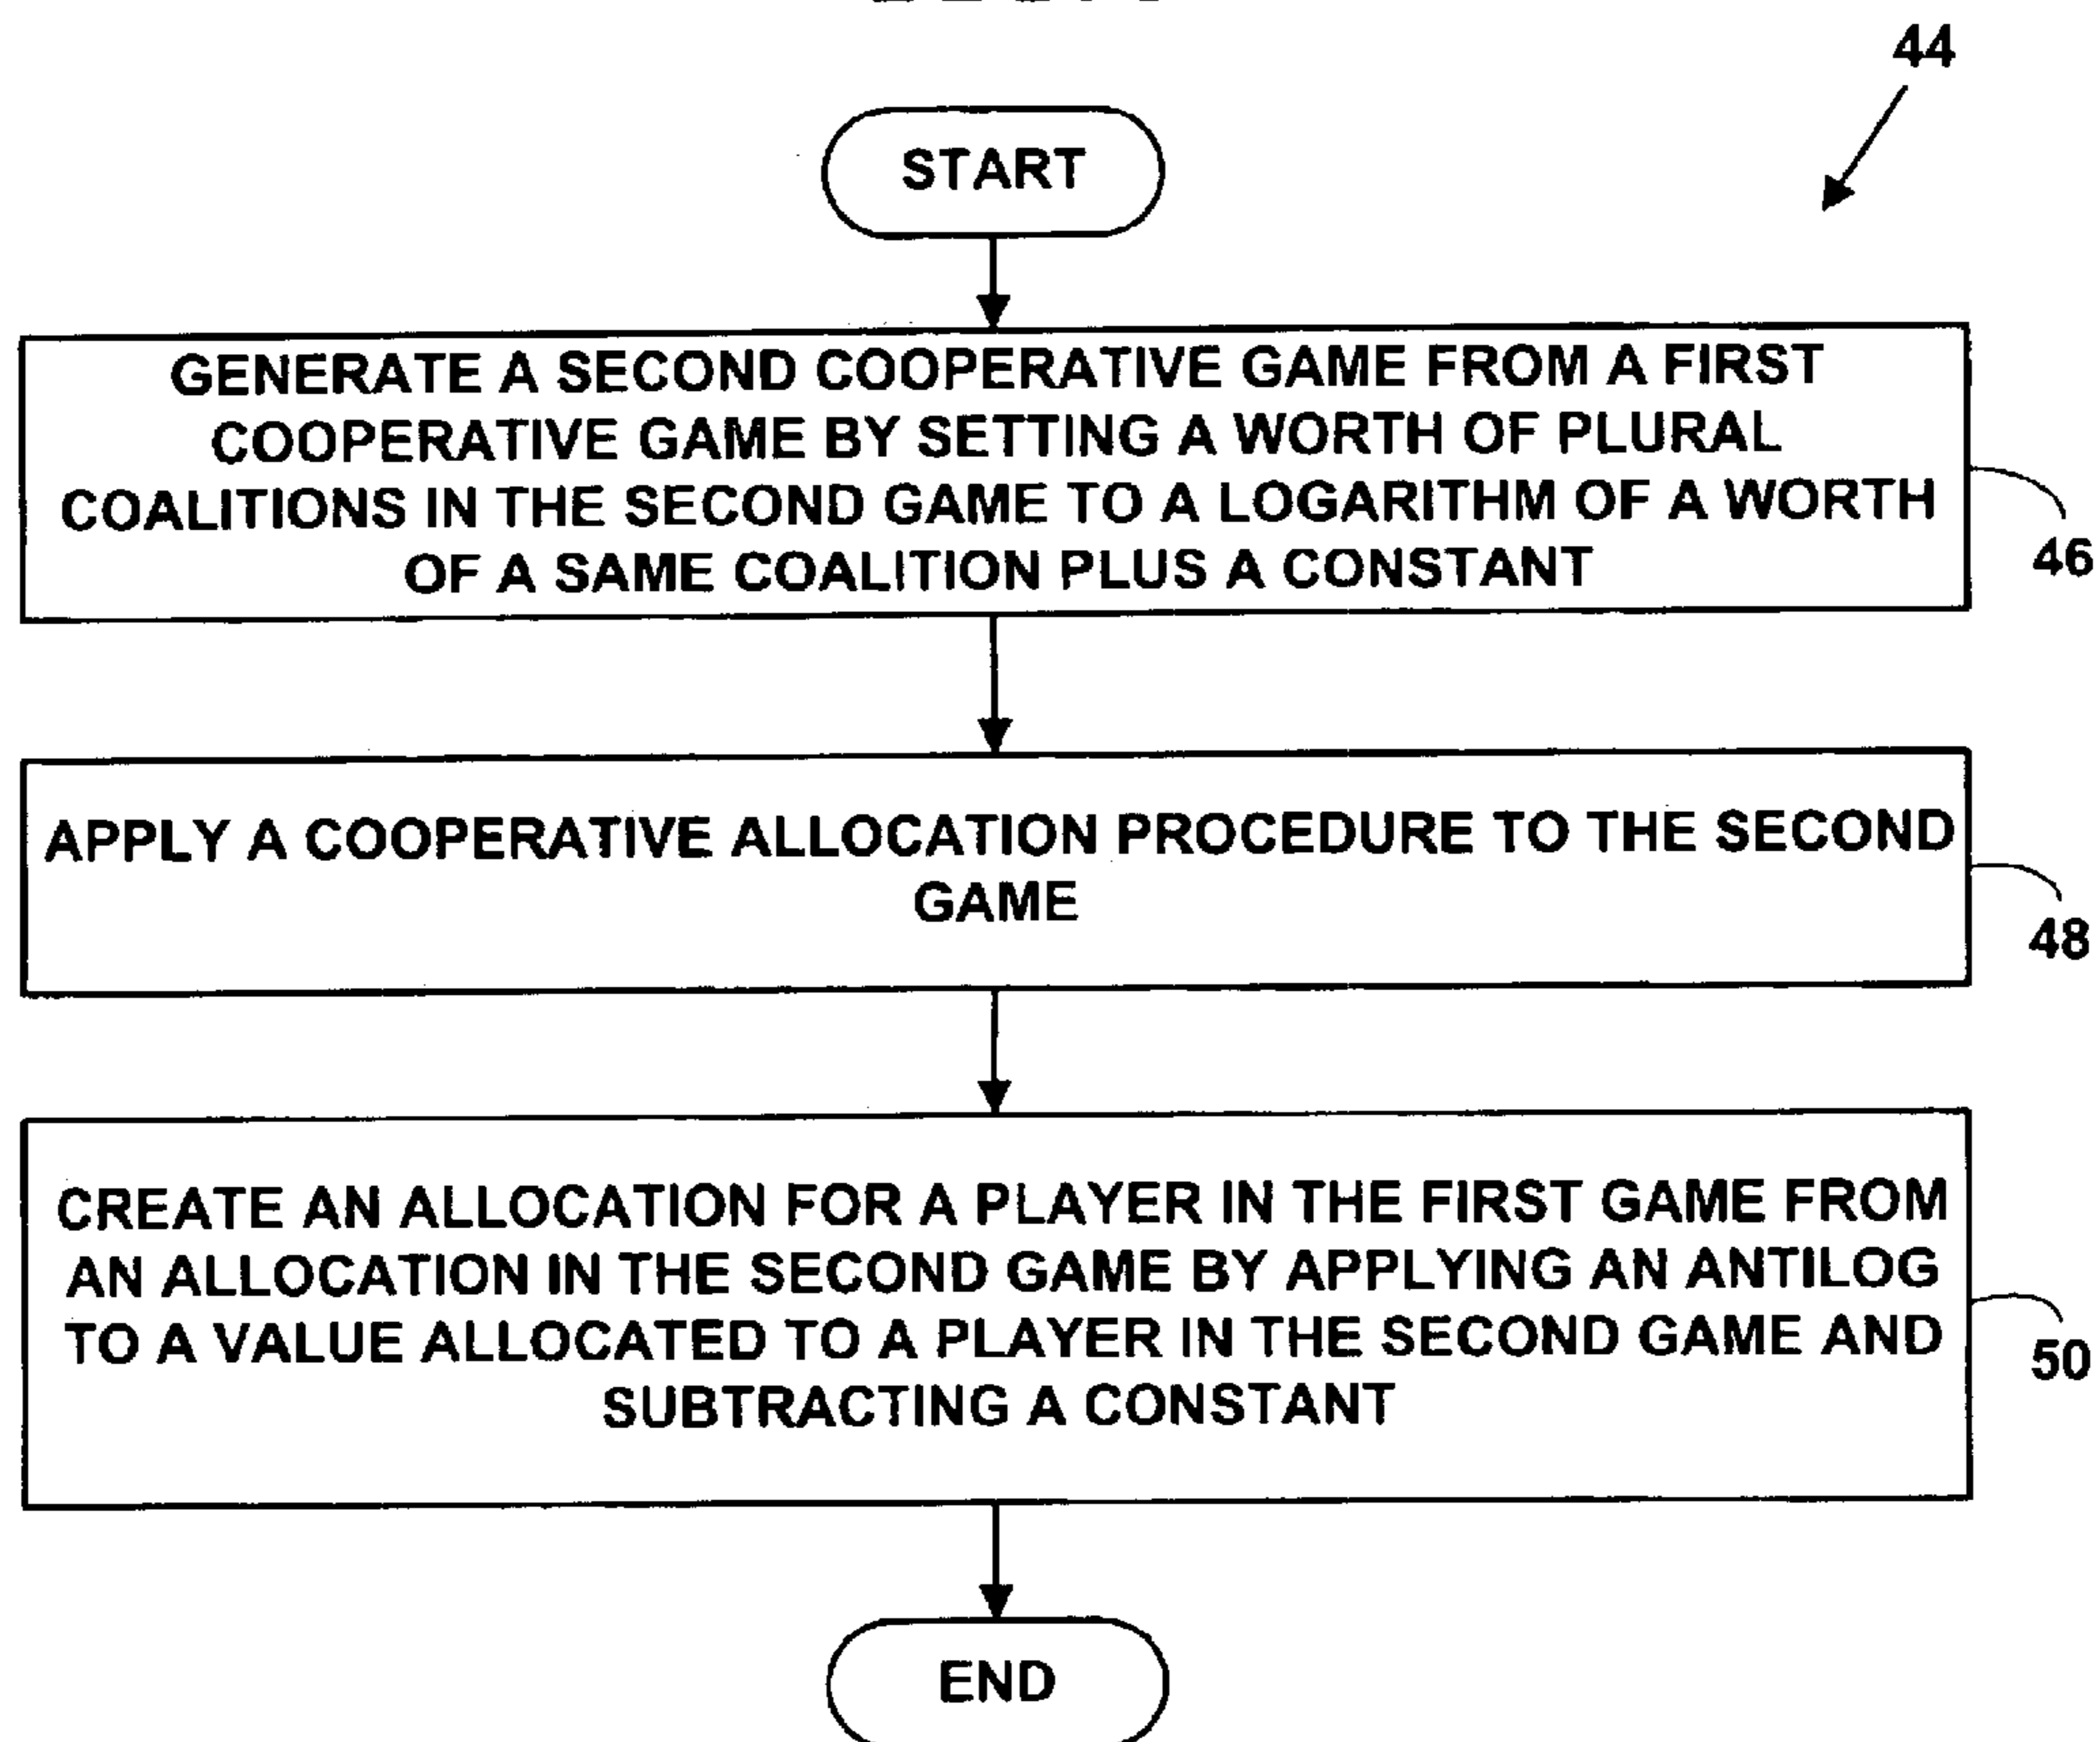 44
START
GENERATE A SECOND COOPERATIVE GAME FROM A FIRST
COOPERATIVE GAME BY SETTING A WORTH OF PLURAL
COALITIONS IN THE SECOND GAME TO A LOGARITHM OF A WORTH
OF A SAME COALITION PLUS A CONSTANT
46
APPLY A COOPERATIVE ALLOCATION PROCEDURE TO THE SECOND
GAME
48
CREATE AN ALLOCATION FOR A PLAYER IN THE FIRST GAME FROM
AN ALLOCATION IN THE SECOND GAME BY APPLYING AN ANTILOG
TO A VALUE ALLOCATED TO A PLAYER IN THE SECOND GAME AND
SUBTRACTING A CONSTANT
50
END